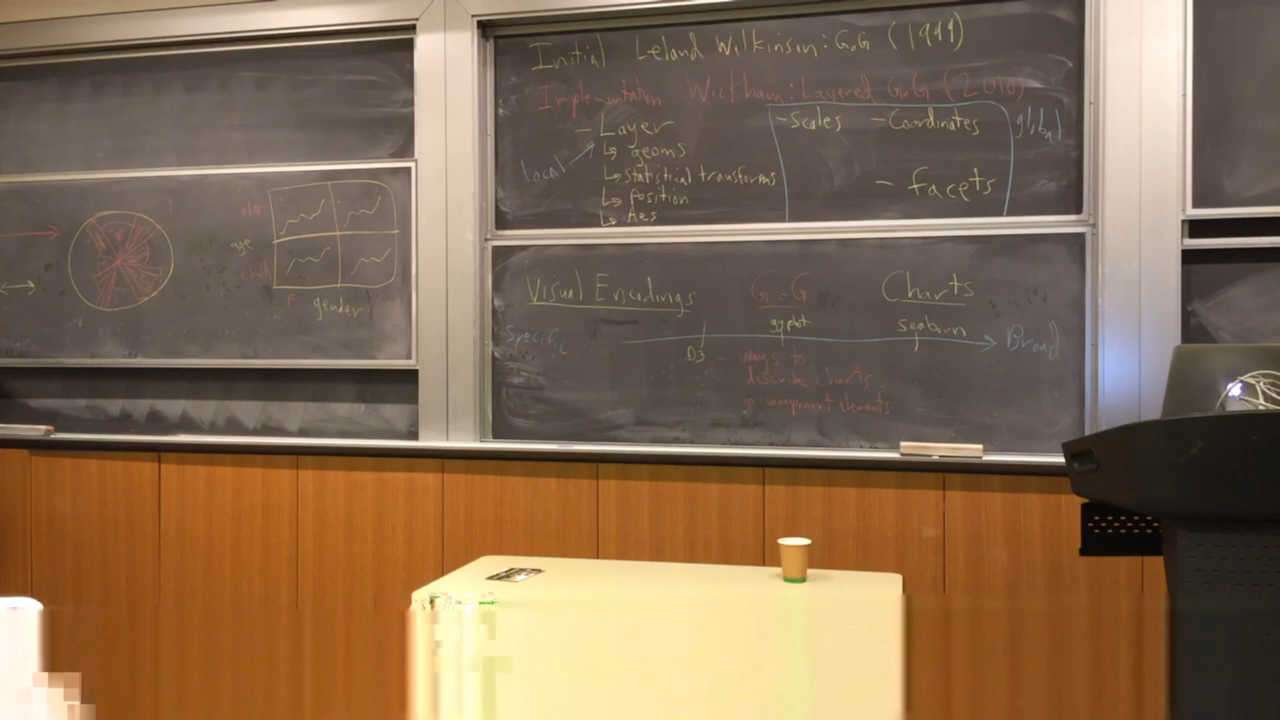 Initial Leland Wilkinson: GoG (1999)
Implementation Wickham: Layered GoG (2010)
- Layer
local
↳ geoms
↳ statistical transforms
↳ position
↳ Aes
- Scales - Coordinates
- facets
global
age
gender
F
Visual Encodings GoG Charts
Specific ggplot seaborn Broad
D3 - ways to
describe charts
in component elements